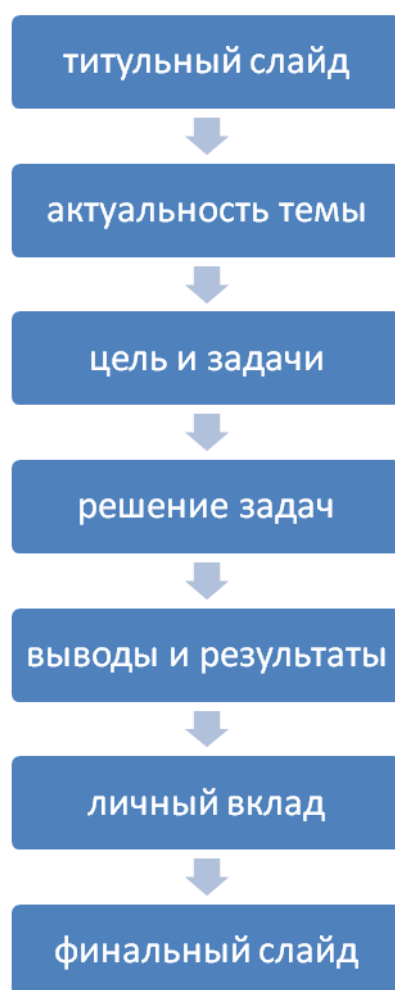 титульный слайд
актуальность темы
цель и задачи
решение задач
выводы и результаты
личный вклад
финальный слайд